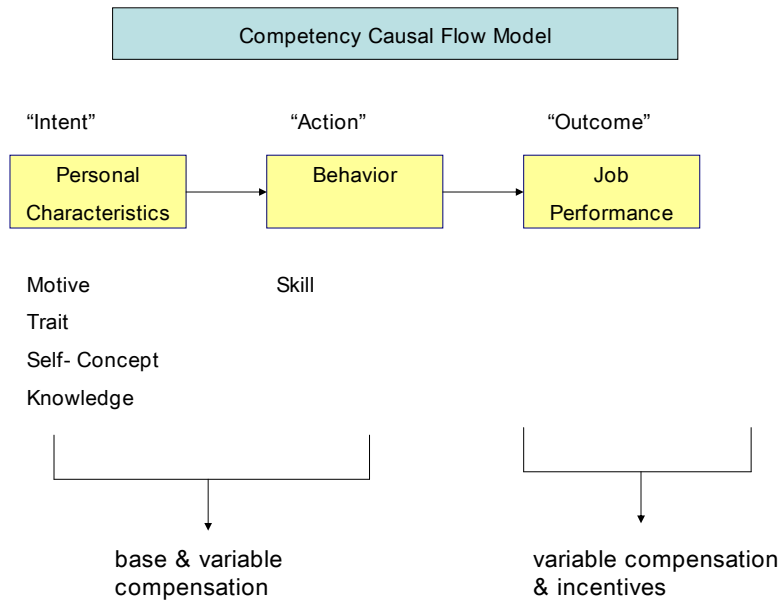 Competency Causal Flow Model
“Intent”
“Action”
“Outcome”
Personal
Characteristics
Behavior
Job
Performance
Motive
Trait
Self- Concept
Knowledge
Skill
base & variable
compensation
variable compensation
& incentives